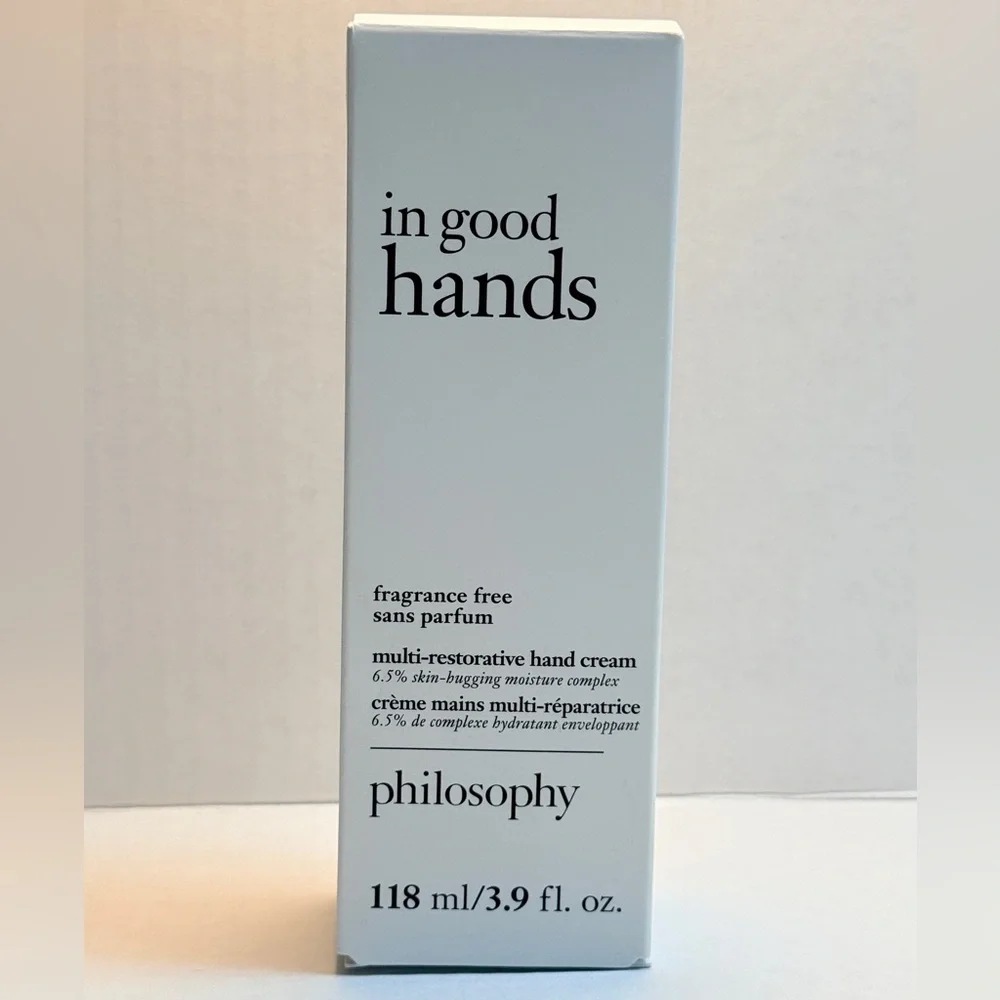 in good
hands
fragrance free
sans parfum
multi-restorative hand cream
6.5% skin-hugging moisture complex
crème mains multi-réparatrice
6.5% de complexe hydratant enveloppant
philosophy
118 ml/3.9 fl. oz.